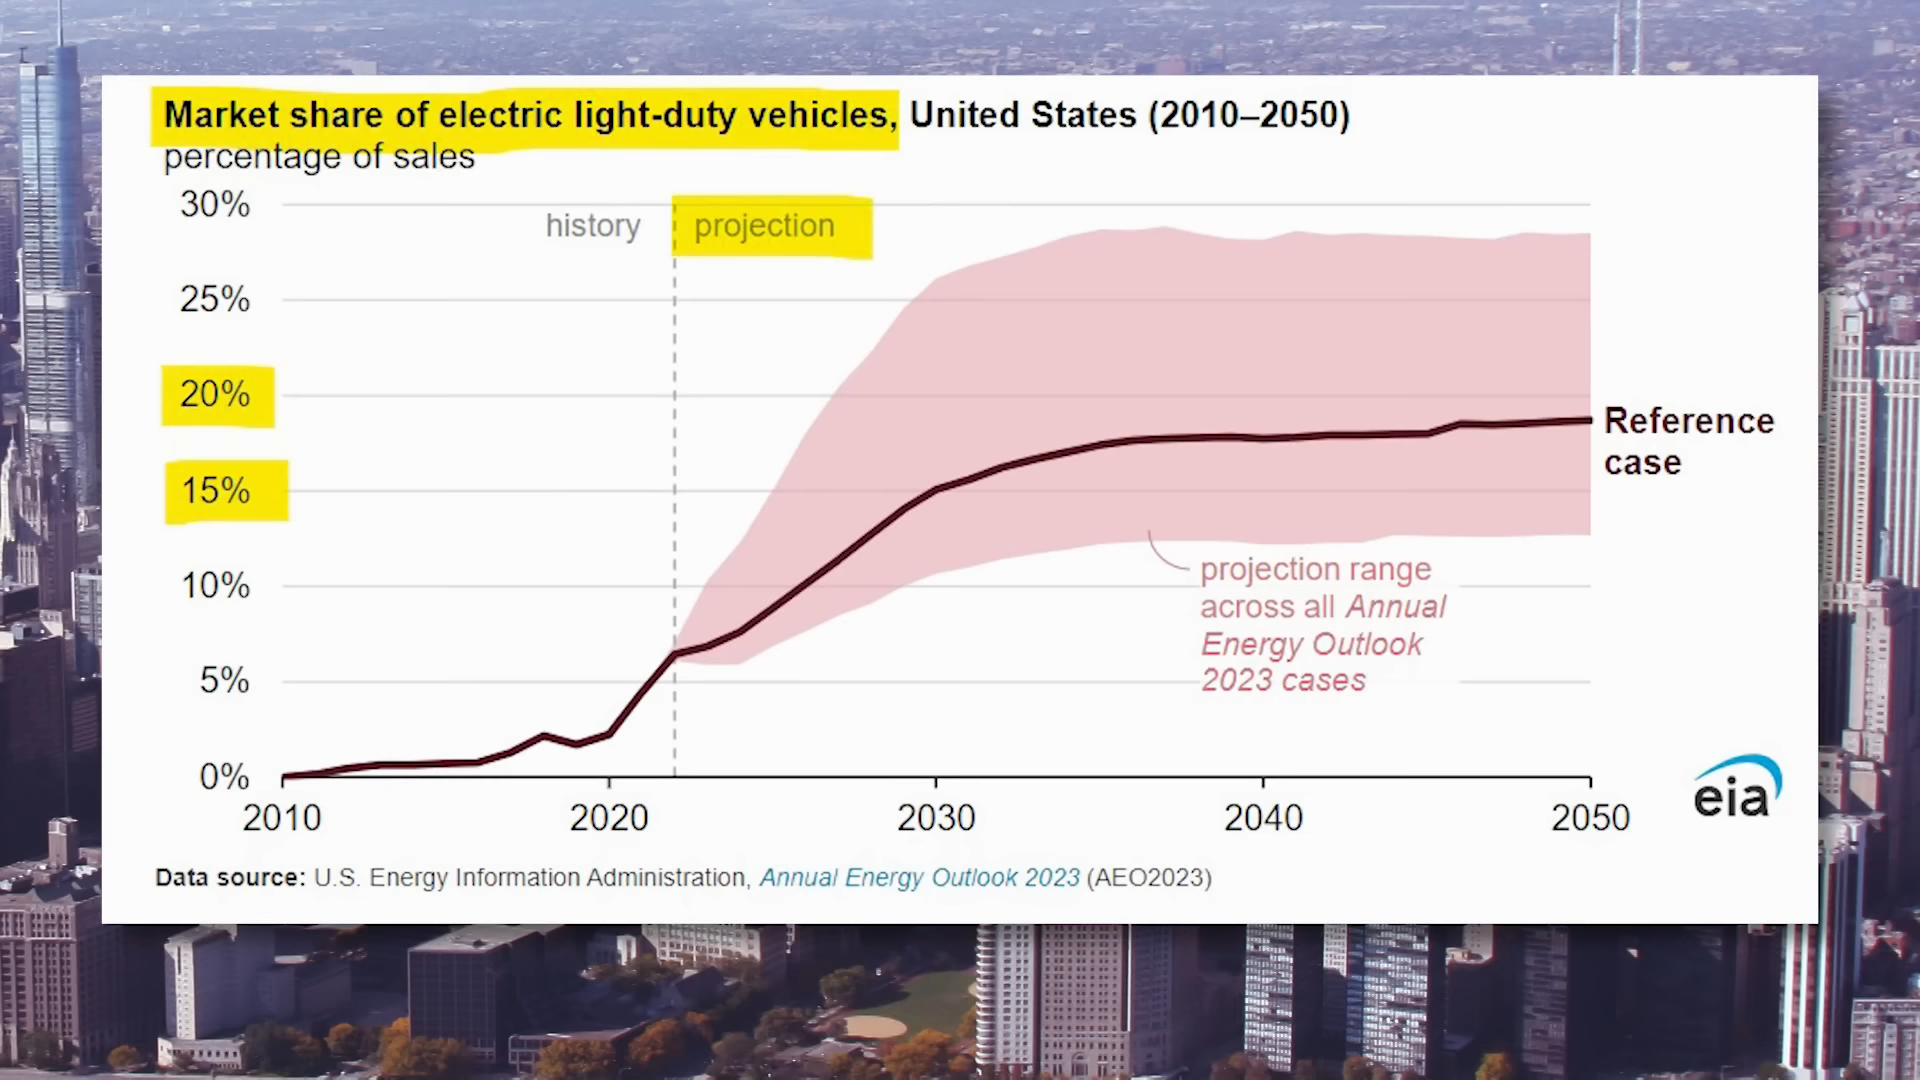 Market share of electric light-duty vehicles, United States (2010–2050)
percentage of sales
30%
history
projection
25%
20%
15%
10%
5%
0%
Reference
case
projection range
across all Annual
Energy Outlook
2023 cases
2010
2020
2030
2040
2050
eia
Data source: U.S. Energy Information Administration, Annual Energy Outlook 2023 (AEO2023)